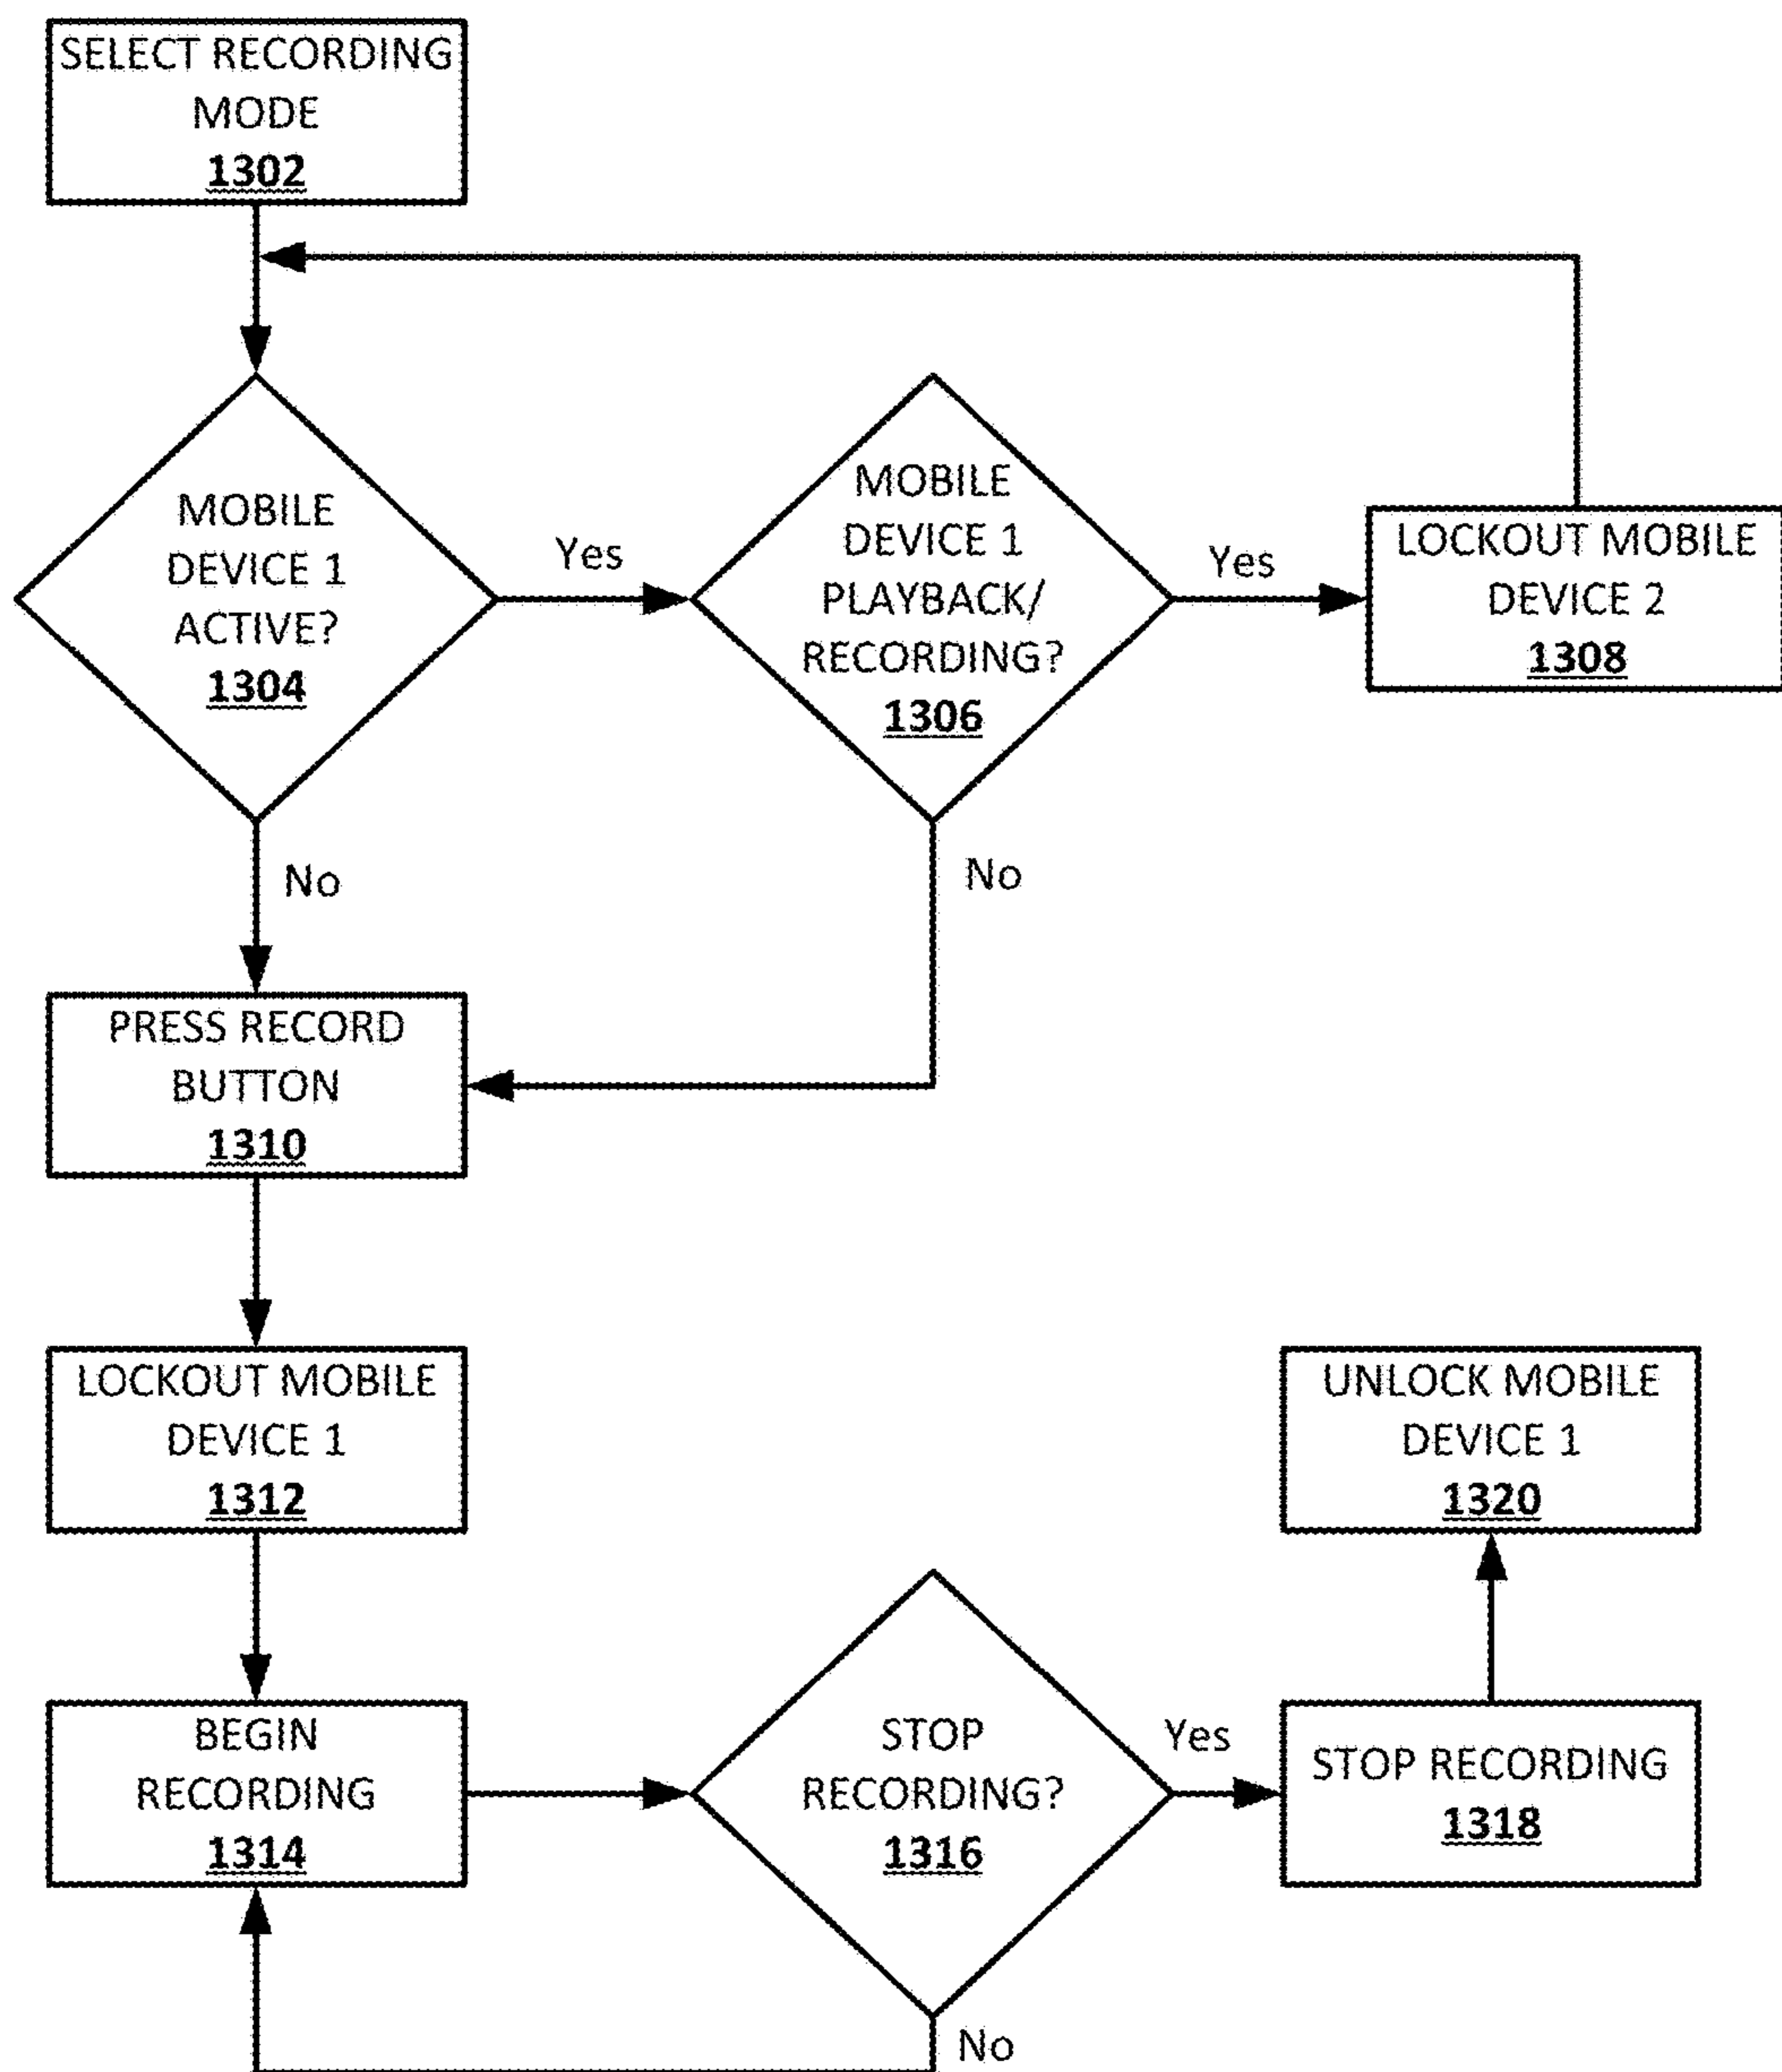 SELECT RECORDING
MODE
1302
MOBILE
DEVICE 1
ACTIVE?
1304
Yes
MOBILE
DEVICE 1
PLAYBACK/
RECORDING?
1306
Yes
LOCKOUT MOBILE
DEVICE 2
1308
No
No
PRESS RECORD
BUTTON
1310
LOCKOUT MOBILE
DEVICE 1
1312
UNLOCK MOBILE
DEVICE 1
1320
BEGIN
RECORDING
1314
STOP
RECORDING?
1316
Yes
STOP RECORDING
1318
No